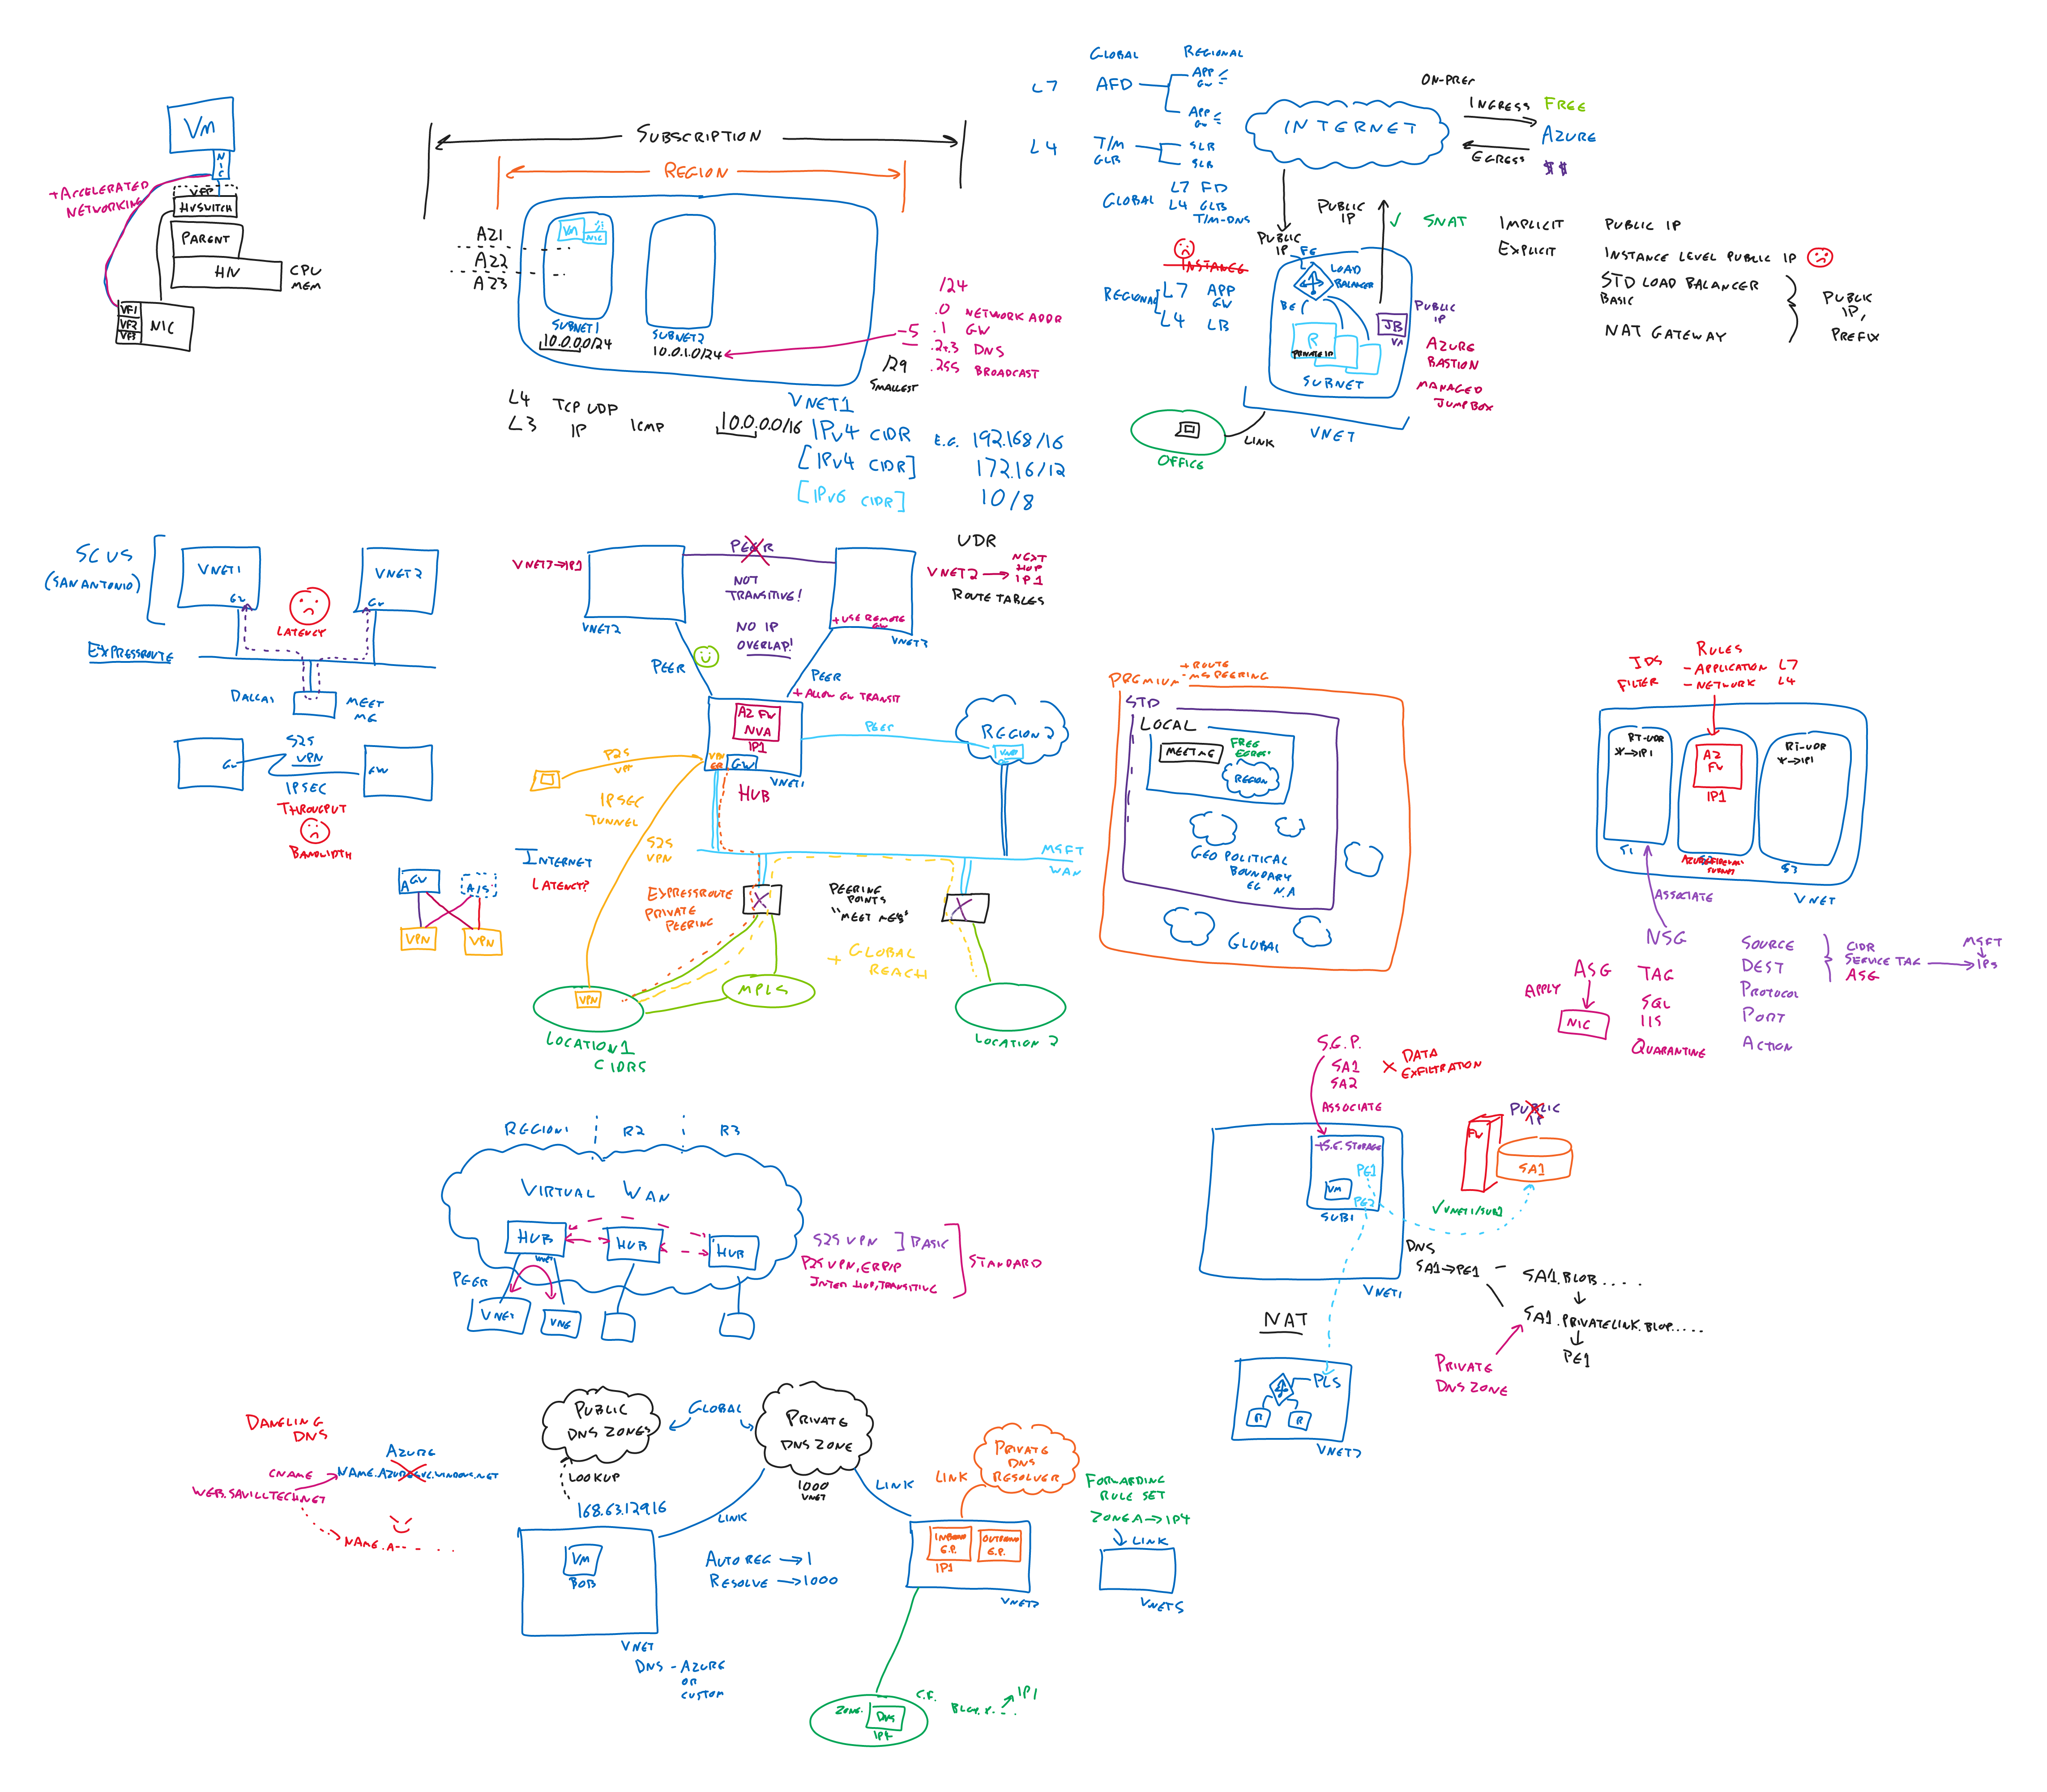 VM
NIC
+ACCELERATED
NETWORKING
VFP
HVSWITCH
PARENT
HN
CPU
MEM
VF1
VF2
VF3
NIC
SUBSCRIPTION
REGION
AZ1
AZ2
AZ3
VM
NIC
SUBNET1
10.0.0.0/24
SUBNET2
10.0.1.0/24
/24
-5
.0 NETWORK ADDR
.1 GW
.2+3 DNS
.255 BROADCAST
/29
SMALLEST
VNET1
L4 TCP UDP
L3 IP ICMP
10.0.0.0/16
IPV4 CIDR E.G. 192.168/16
[IPV4 CIDR] 172.16/12
[IPV6 CIDR] 10/8
GLOBAL REGIONAL
L7 AFD
APP
GW
APP
GW
L4 T/M
GLB
SLB
SLB
GLOBAL
L7 FD
L4 GLB
T/M-DNS
INSTANCE
REGIONAL
L7 APP
GW
L4 LB
INTERNET
ON-PREF
INGRESS FREE
AZURE
EGRESS
$$
PUBLIC
IP
PUBLIC
IP
FE
LOAD
BALANCER
BE
R
PRIVATE IP
SUBNET
JB
VM
PUBLIC
IP
AZURE
BASTION
MANAGED
JUMP BOX
VNET
LINK
OFFICE
SNAT
IMPLICIT PUBLIC IP
EXPLICIT INSTANCE LEVEL PUBLIC IP
STD LOAD BALANCER
BASIC
NAT GATEWAY
PUBLIC
IP,
PREFIX
SCUS
(SAN ANTONIO)
VNET1
GW
VNET2
GW
LATENCY
EXPRESSROUTE
DALLAS
MEET
ME
GW
S2S
VPN
IPSEC
GW
THROUGPUT
BANDWIDTH
GW
A
A/S
VPN
VPN
VNET3→IP1
PEER
NOT
TRANSITIVE!
NO IP
OVERLAP!
VNET2
+USE REMOTE
GW
VNET3
UDR
VNET2 →
NEXT
HOP
IP1
ROUTE TABLES
PEER
PEER
+ALLOW GW TRANSIT
AZ FW
NVA
IP1
VPN
ER
GW
VNET1
HUB
PEER
REGION 2
VNET
P2S
VPN
IPSEC
TUNNEL
S2S
VPN
INTERNET
LATENCY?
MSFT
WAN
EXPRESSROUTE
PRIVATE
PEERING
PEERING
POINTS
"MEET MES"
+ GLOBAL
REACH
VPN
MPLS
LOCATION1
CIDRS
LOCATION 2
+ROUTE
PREMIUM -MS PEERING
STD
LOCAL
MEET ME
FREE
EGRESS
REGION
GEO POLITICAL
BOUNDARY
EG N.A
GLOBAL
IDS
FILTER
RULES
-APPLICATION L7
-NETWORK L4
RT-UDR
*→IP1
S1
AZ
FW
IP1
RT-UDR
*→IP1
S3
VNET
ASSOCIATE
NSG
ASG
APPLY
NIC
TAG
SQL
IIS
QUARANTINE
SOURCE
DEST
PROTOCOL
PORT
ACTION
CIDR
SERVICE TAG
ASG
MSFT
IPS
REGION1
R2
R3
VIRTUAL WAN
HUB
VNET
HUB
HUB
PEER
VNET
VNET
S2S VPN ] BASIC
P2S VPN, ER P/P
INTER HUB, TRANSITIVE
STANDARD
S.E.P.
SA1
SA2
X DATA
EXFILTRATION
ASSOCIATE
+S.E. STORAGE
PE1
VM
PE2
SUB1
VNET1
PUBLIC
IP
FW
SA1
✓VNET1/SUB1
DNS
SA1→PE1
SA1.BLOB....
SA1.PRIVATELINK.BLOB.....
PE1
PRIVATE
DNS ZONE
NAT
PLS
R
R
VNET3
DANGLING
DNS
AZURE
CNAME
WEB.SAVILLTECH.NET
NAME.A-- - - -
PUBLIC
DNS ZONES
GLOBAL
PRIVATE
DNS ZONE
LOOKUP
168.63.129.16
1000
VNET
LINK
LINK
VM
BOB
AUTO REG →1
RESOLVE →1000
VNET
DNS - AZURE
OR
CUSTOM
PRIVATE
DNS
RESOLVER
LINK
INBOUND
E.P.
OUTBOUND
E.P.
IP1
VNET2
FORWARDING
RULE SET
ZONE A→IP4
LINK
VNET5
ZONE.
DNS
IP4
C.F.
BLOB.X- - -
IP1